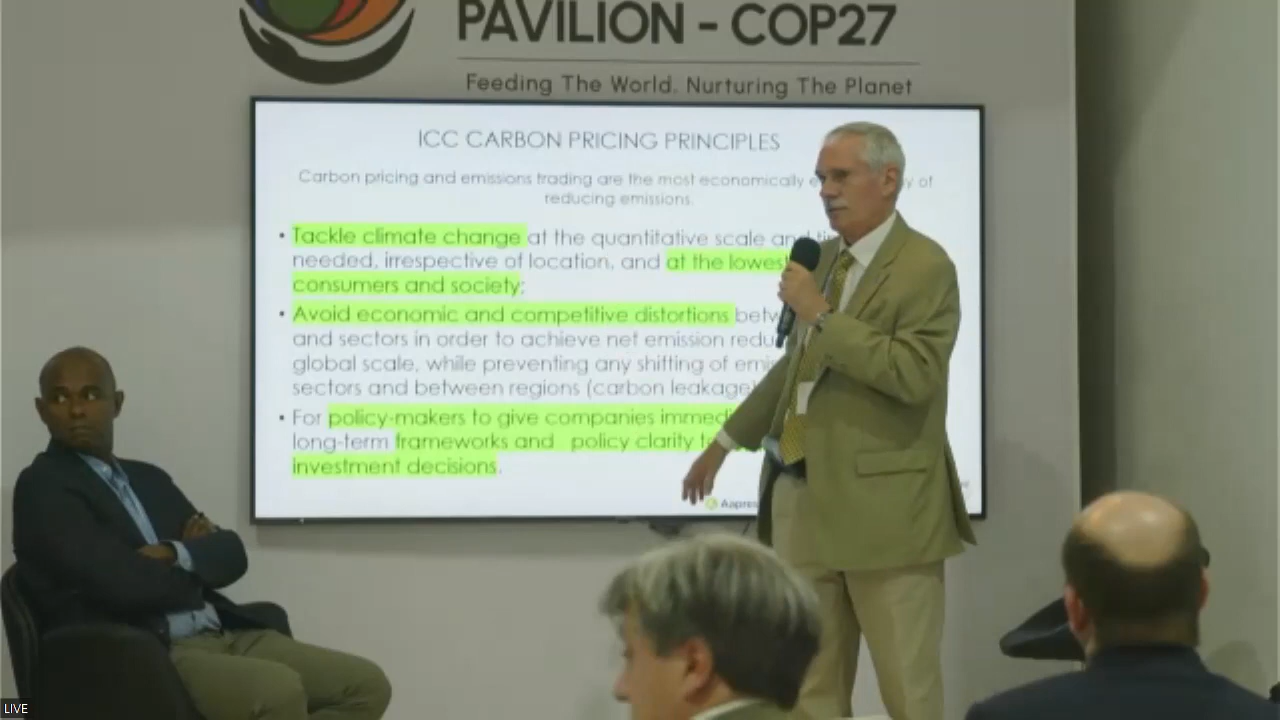 PAVILION - COP27
Feeding The World. Nurturing The Planet
ICC CARBON PRICING PRINCIPLES
Carbon pricing and emissions trading are the most economically of
reducing emissions.
• Tackle climate change at the quantitative scale and
needed, irrespective of location, and at the lowest
consumers and society;
• Avoid economic and competitive distortions
and sectors in order to achieve net emission
global scale, while preventing any shifting of
sectors and between regions (carbon leakage)
• For policy-makers to give companies
long-term frameworks and policy clarity
investment decisions.
LIVE